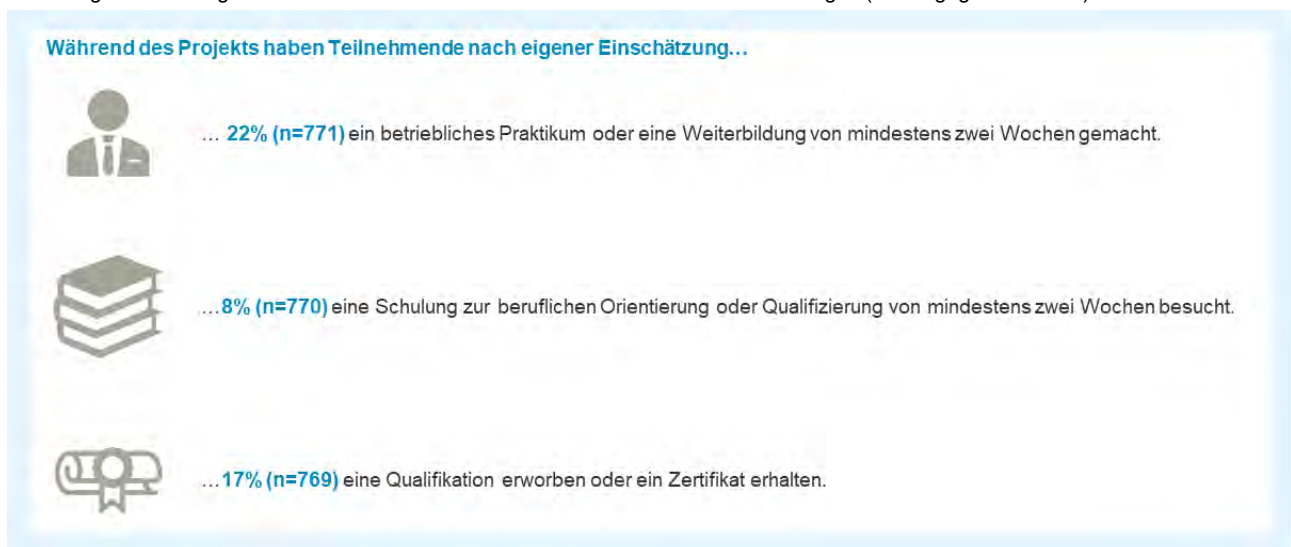 Während des Projekts haben Teilnehmende nach eigener Einschätzung…
… 22% (n=771) ein betriebliches Praktikum oder eine Weiterbildung von mindestens zwei Wochen gemacht.
…8% (n=770) eine Schulung zur beruflichen Orientierung oder Qualifizierung von mindestens zwei Wochen besucht.
…17% (n=769) eine Qualifikation erworben oder ein Zertifikat erhalten.